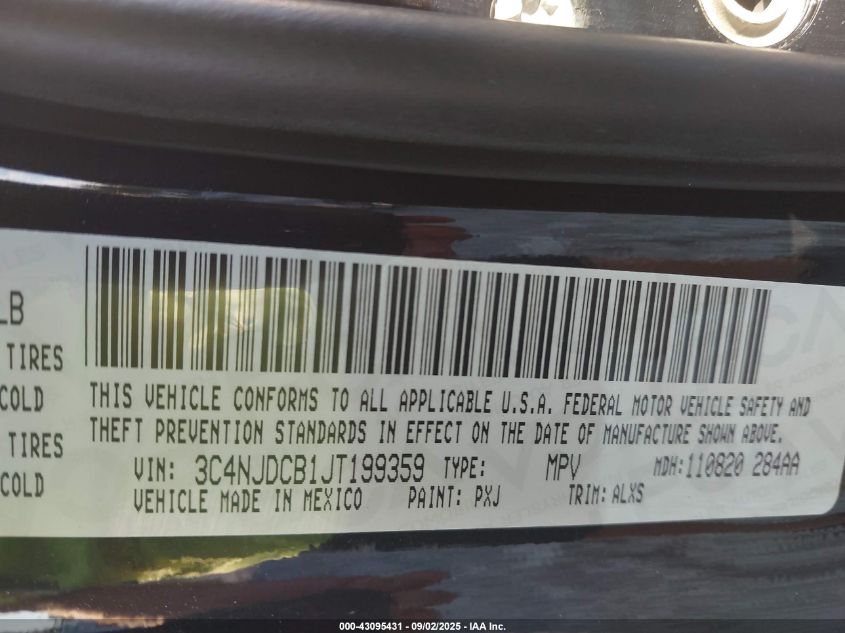 LB
TIRES
COLD
TIRES
COLD
THIS VEHICLE CONFORMS TO ALL APPLICABLE U.S.A. FEDERAL MOTOR VEHICLE SAFETY AND
THEFT PREVENTION STANDARDS IN EFFECT ON THE DATE OF MANUFACTURE SHOWN ABOVE.
VIN: 3C4NJDCB1JT199359 TYPE: MPV MDH:110820 284AA
VEHICLE MADE IN MEXICO PAINT: PXJ TRIM: ALXS
000-43095431 - 09/02/2025 - IAA Inc.